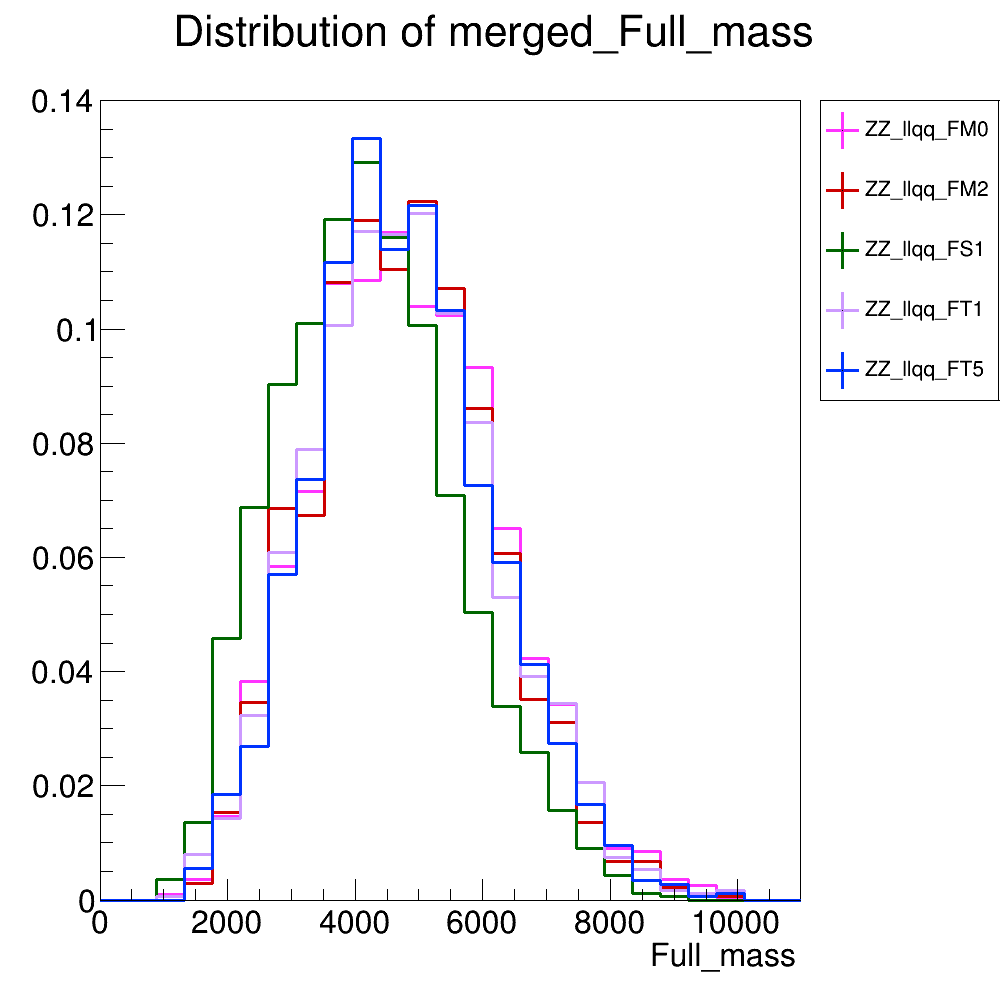 Distribution of merged_Full_mass
0.14
0.12
0.1
0.08
0.06
0.04
0.02
0
0 2000 4000 6000 8000 10000
Full_mass
ZZ_llqq_FM0
ZZ_llqq_FM2
ZZ_llqq_FS1
ZZ_llqq_FT1
ZZ_llqq_FT5